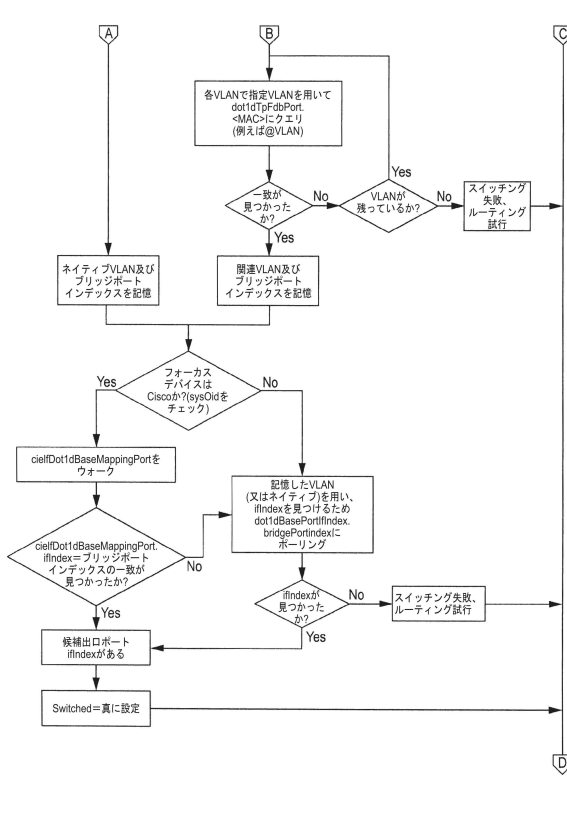 A
B
C
各VLANで指定VLANを用いて
dot1dTpFdbPort.
<MAC>にクエリ
(例えば@VLAN)
一致が
見つかった
か?
No
Yes
VLANが
残っているか?
Yes
No
スイッチング
失敗、
ルーティング
試行
ネイティブVLAN及び
ブリッジポート
インデックスを記憶
関連VLAN及び
ブリッジポート
インデックスを記憶
フォーカス
デバイスは
Ciscoか?(sysOidを
チェック)
Yes
No
cielfDot1dBaseMappingPortを
ウォーク
記憶したVLAN
(又はネイティブ)を用い、
ifIndexを見つけるため
dot1dBasePortIfIndex.
bridgePortIndexに
ポーリング
cielfDot1dBaseMappingPort.
ifIndex=ブリッジポート
インデックスの一致が
見つかったか?
No
Yes
ifIndexが
見つかった
か?
No
Yes
スイッチング失敗、
ルーティング試行
候補出口ポート
ifIndexがある
Switched=真に設定
D